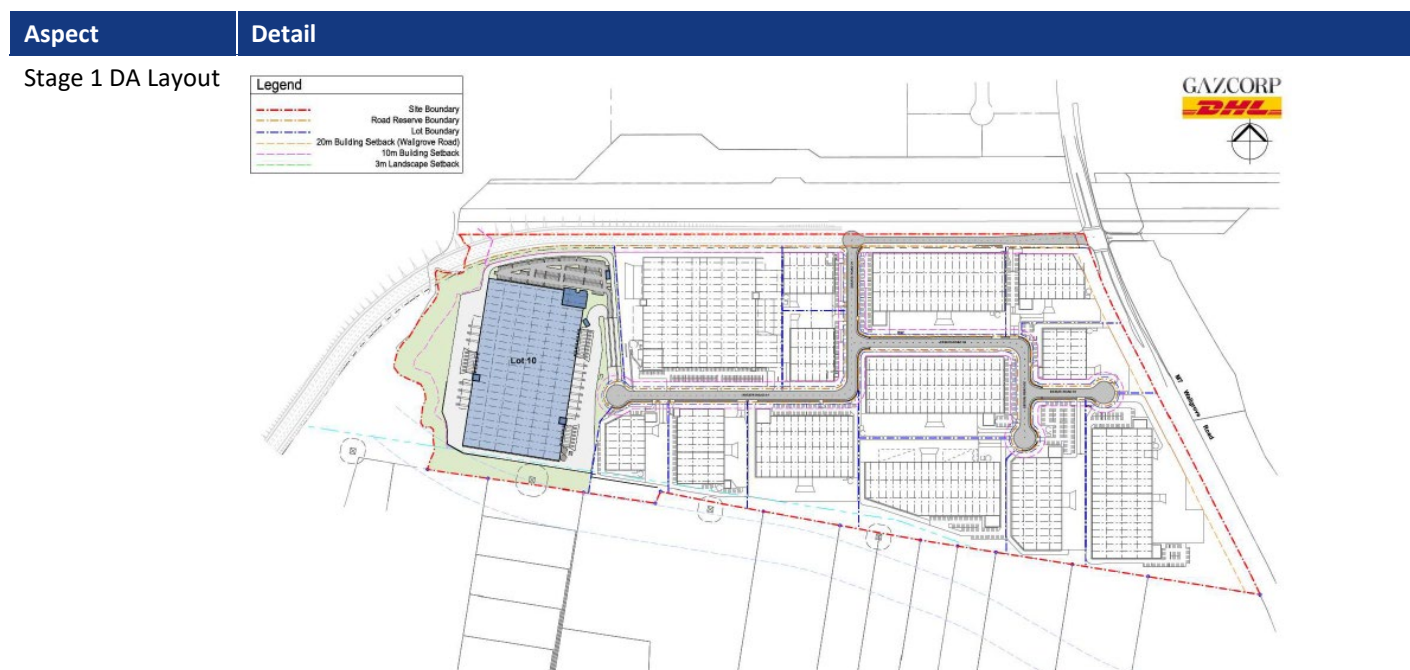 Aspect
Detail
Stage 1 DA Layout
Legend
Site Boundary
Road Reserve Boundary
Lot Boundary
20m Building Setback (Wallgrove Road)
10m Building Setback
3m Landscape Setback
GAZCORP
DHL
Lot 10
M7 Wallgrove Road